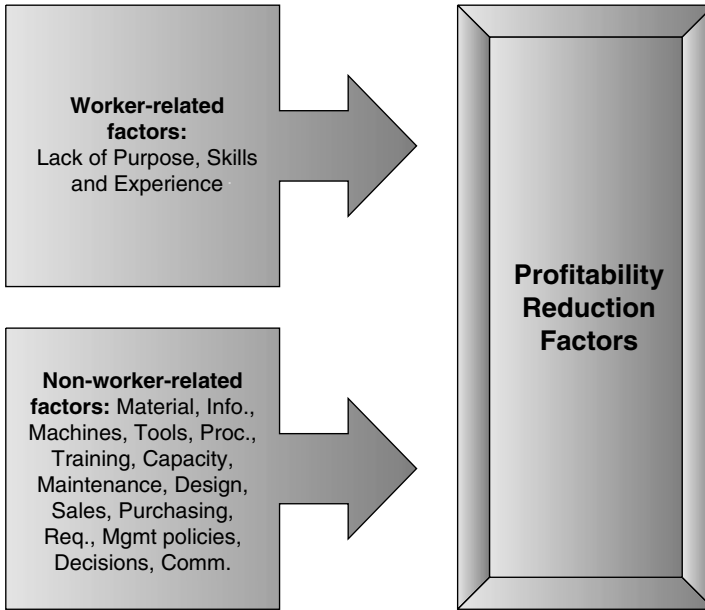 Worker-related
factors:
Lack of Purpose, Skills
and Experience
Non-worker-related
factors: Material, Info.,
Machines, Tools, Proc.,
Training, Capacity,
Maintenance, Design,
Sales, Purchasing,
Req., Mgmt policies,
Decisions, Comm.
Profitability
Reduction
Factors